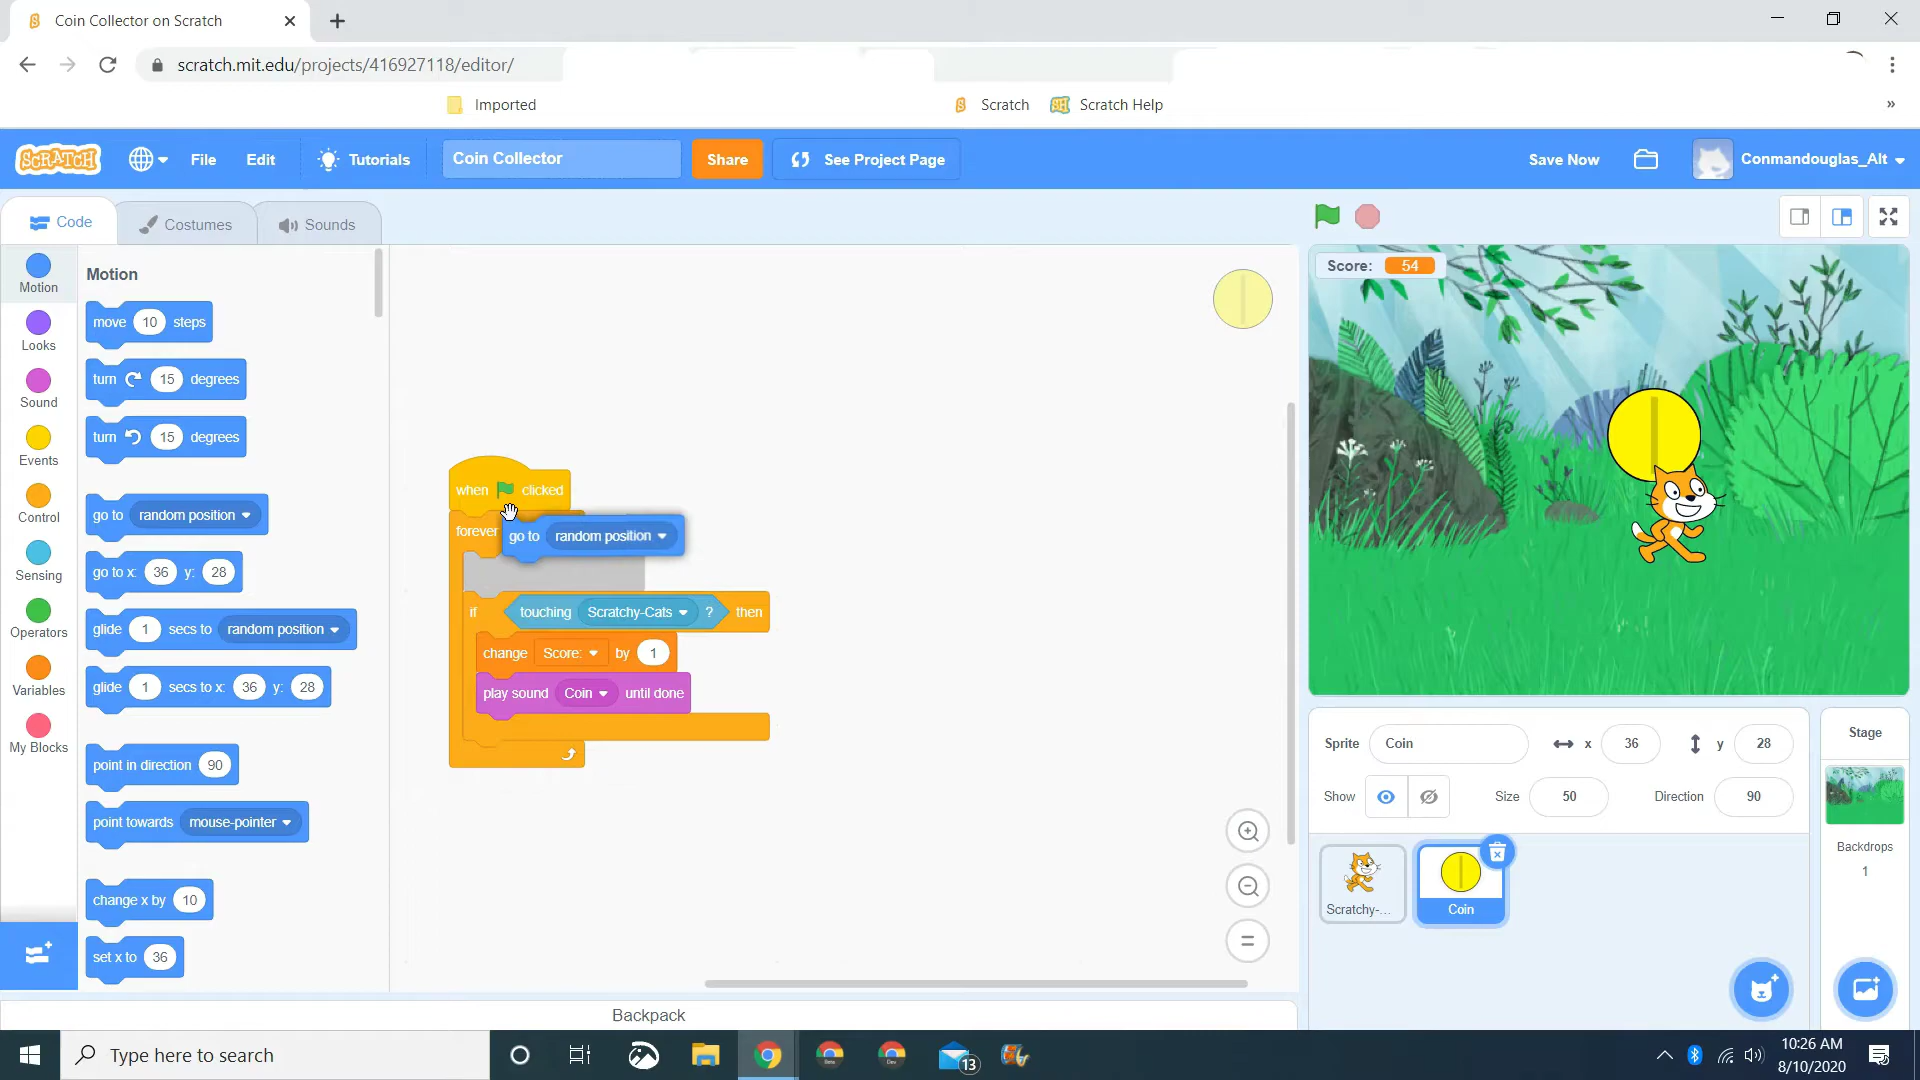 Coin Collector on Scratch
scratch.mit.edu/projects/416927118/editor/
Imported
Scratch
Scratch Help
»
SCRATCH
File
Edit
Tutorials
Coin Collector
Share
See Project Page
Save Now
Conmandouglas_Alt
Code
Costumes
Sounds
Motion
Looks
Sound
Events
Control
Sensing
Operators
Variables
My Blocks
Motion
move 10 steps
turn 15 degrees
turn 15 degrees
go to random position
go to x: 36 y: 28
glide 1 secs to random position
glide 1 secs to x: 36 y: 28
point in direction 90
point towards mouse-pointer
change x by 10
set x to 36
when clicked
forever
go to random position
if touching Scratchy-Cats ? then
change Score: by 1
play sound Coin until done
Backpack
Score: 54
Sprite Coin x 36 y 28
Show Size 50 Direction 90
Scratchy-...
Coin
Stage
Backdrops
1
Type here to search
13
10:26 AM
8/10/2020